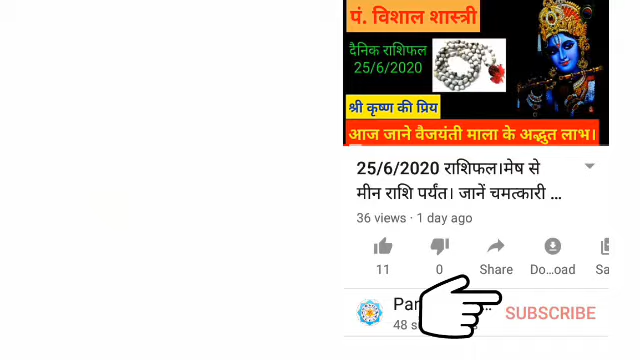 पं. विशाल शास्त्री
दैनिक राशिफल
25/6/2020
श्री कृष्ण की प्रिय
आज जाने वैजयंती माला के अद्भुत लाभ।
25/6/2020 राशिफल।मेष से
मीन राशि पर्यंत। जानें चमत्कारी ...
36 views · 1 day ago
11 0 Share Do...oad Sa
SUBSCRIBE
48